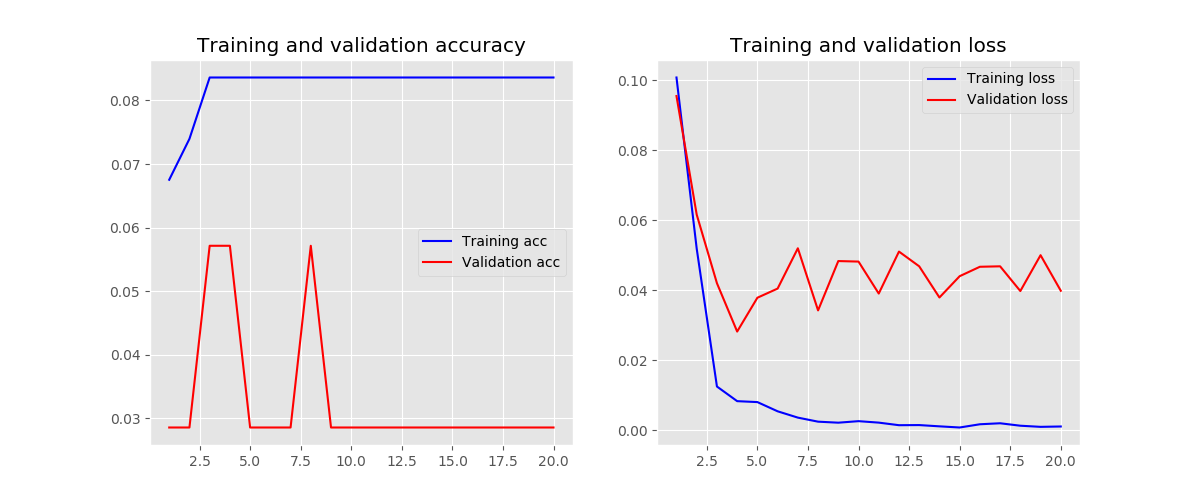 Training and validation accuracy
0.08
0.07
0.06
0.05
0.04
0.03
2.5 5.0 7.5 10.0 12.5 15.0 17.5 20.0
Training acc
Validation acc
Training and validation loss
0.10
0.08
0.06
0.04
0.02
0.00
2.5 5.0 7.5 10.0 12.5 15.0 17.5 20.0
Training loss
Validation loss